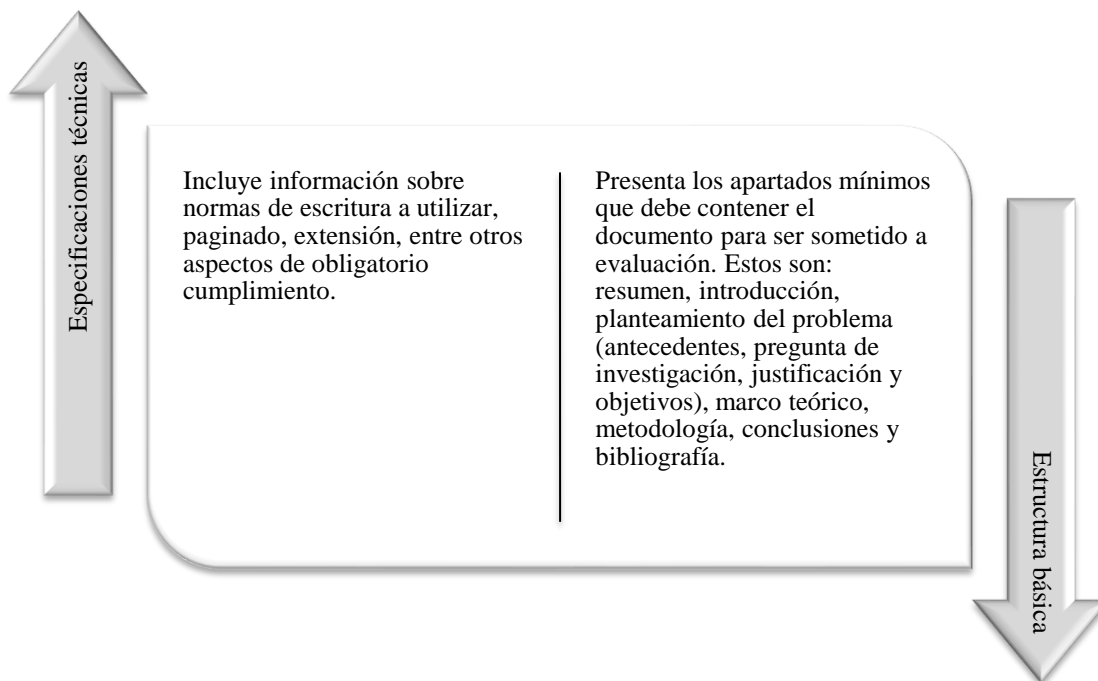 Especificaciones técnicas
Incluye información sobre
normas de escritura a utilizar,
paginado, extensión, entre otros
aspectos de obligatorio
cumplimiento.
Presenta los apartados mínimos
que debe contener el
documento para ser sometido a
evaluación. Estos son:
resumen, introducción,
planteamiento del problema
(antecedentes, pregunta de
investigación, justificación y
objetivos), marco teórico,
metodología, conclusiones y
bibliografía.
Estructura básica